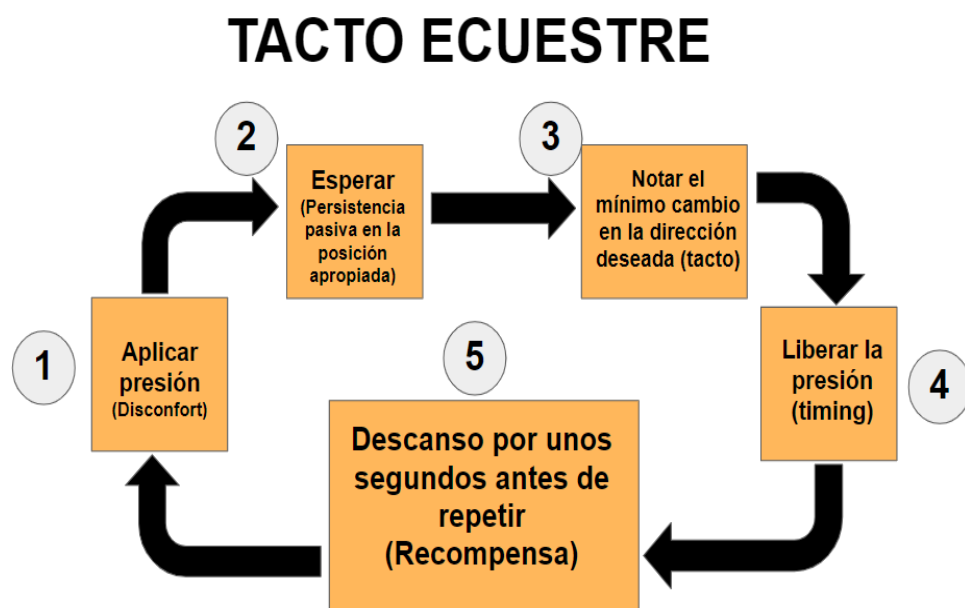 TACTO ECUESTRE
1
Aplicar
presión
(Disconfort)
2
Esperar
(Persistencia
pasiva en la
posición
apropiada)
3
Notar el
mínimo cambio
en la dirección
deseada (tacto)
4
Liberar la
presión
(timing)
5
Descanso por unos
segundos antes de
repetir
(Recompensa)